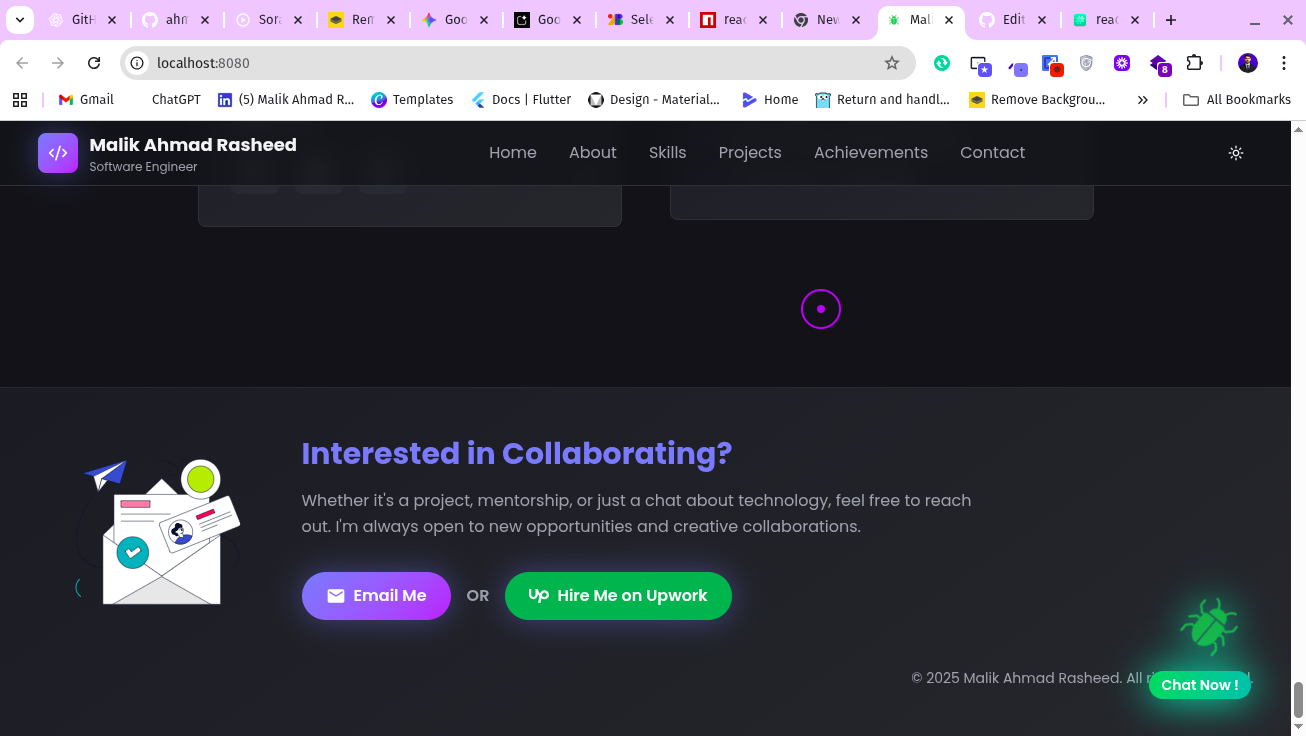 GitH
ahm
Sora
Rem
Goo
Goo
Sele
reac
New
Mali
Edit
reac
localhost:8080
8
Gmail
ChatGPT
(5) Malik Ahmad R...
Templates
Docs | Flutter
Design - Material...
Home
Return and handl...
Remove Backgrou...
All Bookmarks
Malik Ahmad Rasheed
Software Engineer
Home
About
Skills
Projects
Achievements
Contact
Interested in Collaborating?
Whether it's a project, mentorship, or just a chat about technology, feel free to reach
out. I'm always open to new opportunities and creative collaborations.
Email Me
OR
Hire Me on Upwork
© 2025 Malik Ahmad Rasheed. All
Chat Now !